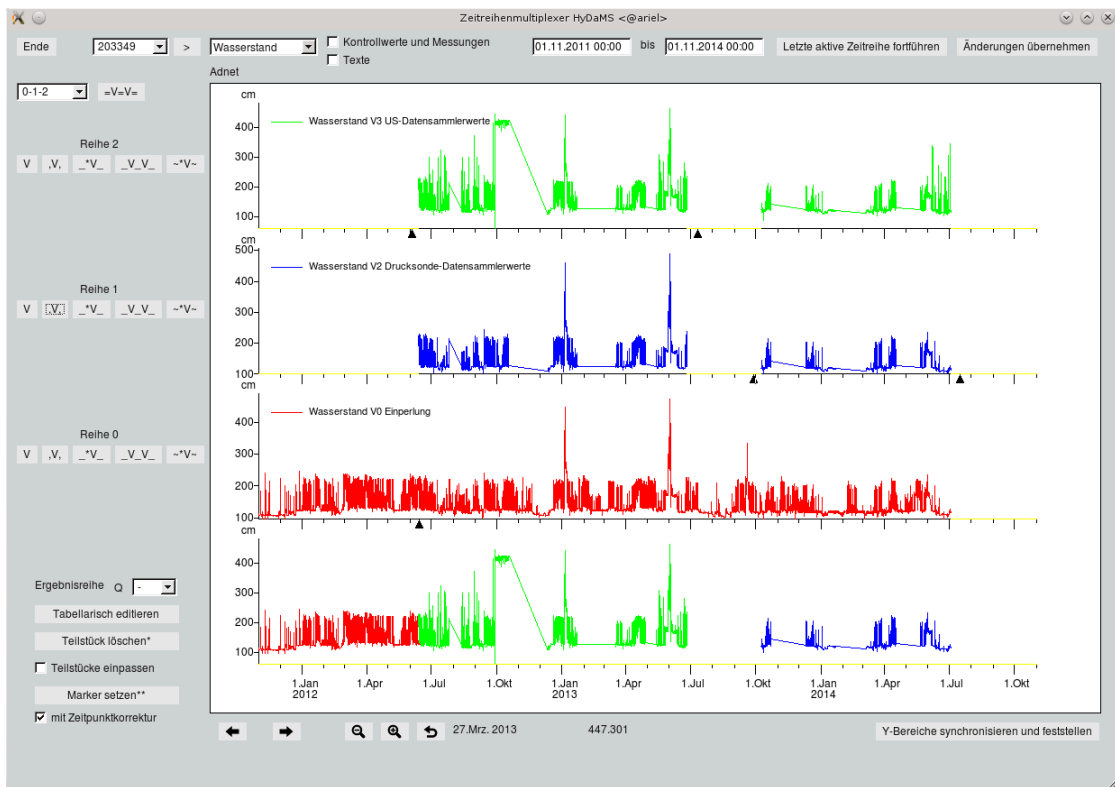 Zeitreihenmultiplexer HyDaMS <@ariel>
Ende 203349 > Wasserstand Kontrollwerte und Messungen 01.11.2011 00:00 bis 01.11.2014 00:00 Letzte aktive Zeitreihe fortführen Änderungen übernehmen
Texte
Adnet
0-1-2 =V=V=
cm
400
300
200
100
Wasserstand V3 US-Datensammlerwerte
Reihe 2
V ,V, _*V_ _V_V_ ~*V~
cm
500
400
300
200
100
Wasserstand V2 Drucksonde-Datensammlerwerte
Reihe 1
V ,V, _*V_ _V_V_ ~*V~
cm
400
300
200
100
Wasserstand V0 Einperlung
Reihe 0
V ,V, _*V_ _V_V_ ~*V~
cm
400
300
200
100
1.Jan 1.Apr 1.Jul 1.Okt 1.Jan 1.Apr 1.Jul 1.Okt 1.Jan 1.Apr 1.Jul 1.Okt
2012 2013 2014
Ergebnisreihe Q -
Tabellarisch editieren
Teilstück löschen*
Teilstücke einpassen
Marker setzen**
mit Zeitpunktkorrektur
27.Mrz. 2013 447.301 Y-Bereiche synchronisieren und feststellen